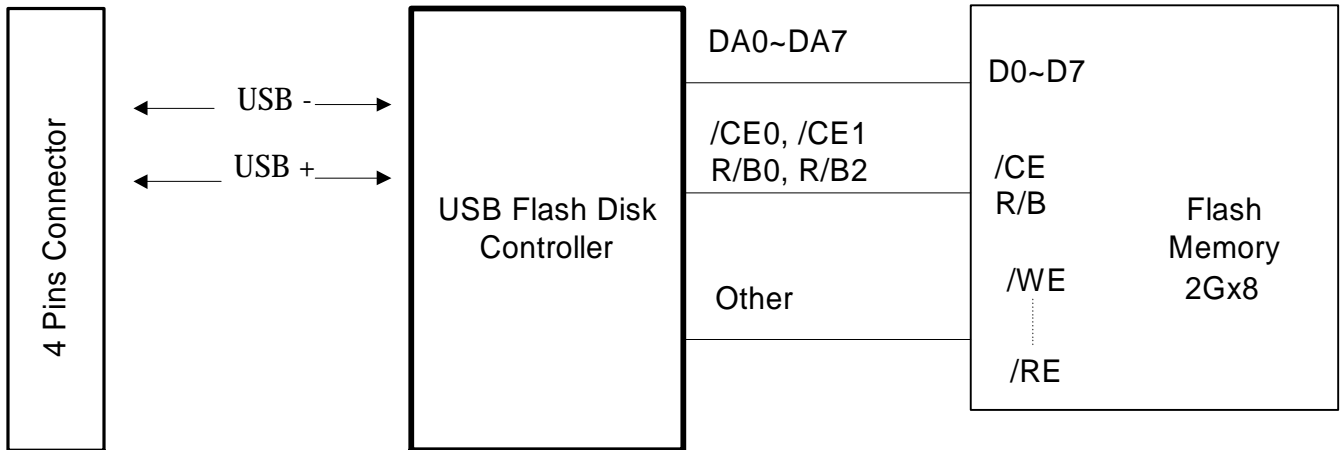 4 Pins Connector
USB -
USB +
USB Flash Disk
Controller
DA0~DA7
/CE0, /CE1
R/B0, R/B2
Other
D0~D7
/CE
R/B
/WE
/RE
Flash
Memory
2Gx8